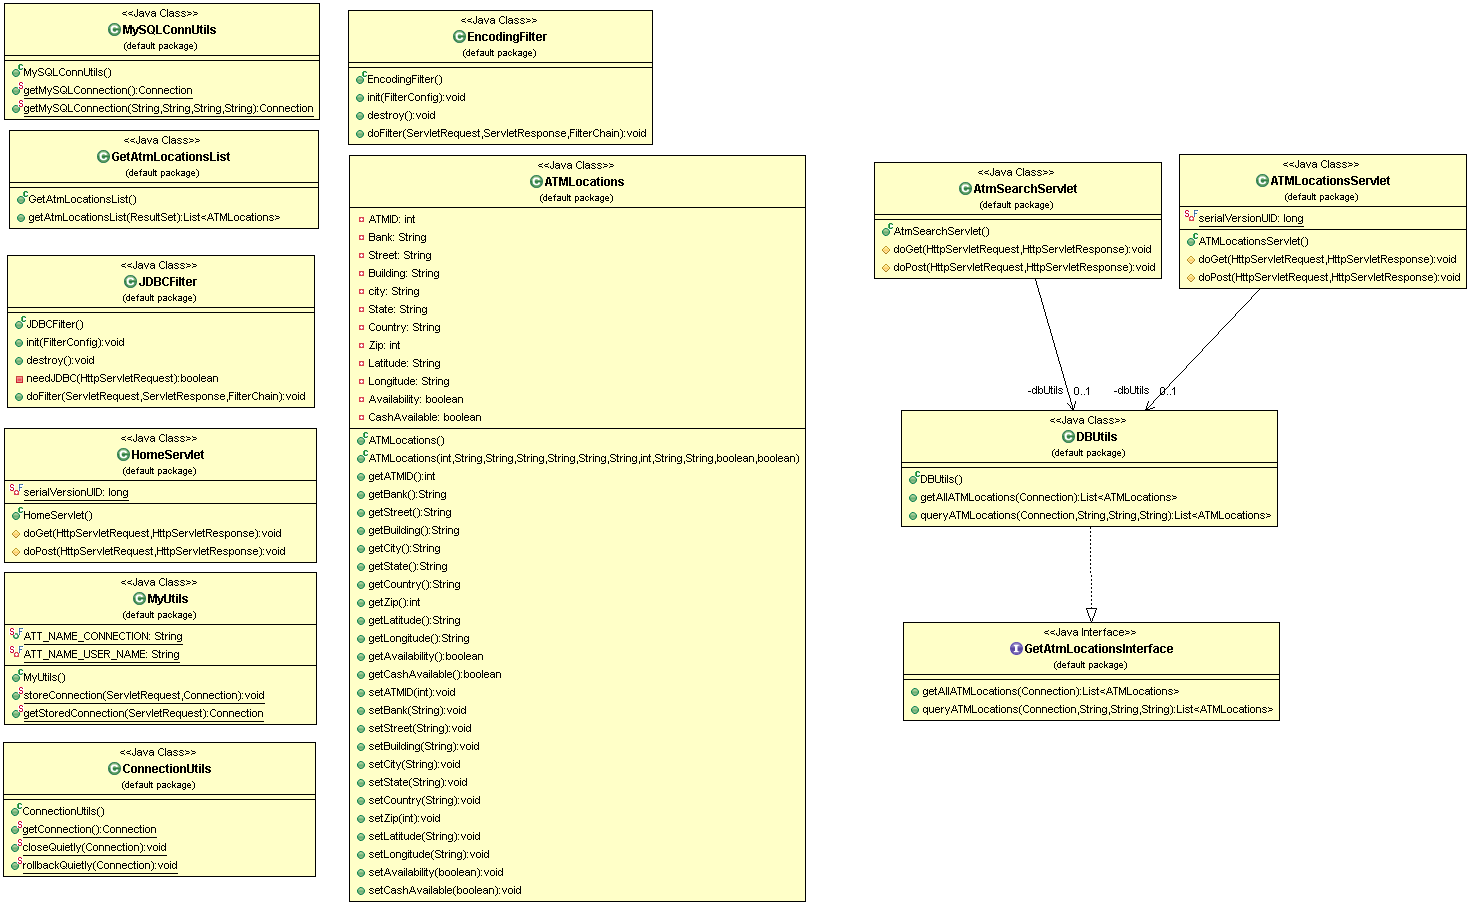 <<Java Class>>
MySQLConnUtils
(default package)
MySQLConnUtils()
getMySQLConnection():Connection
getMySQLConnection(String,String,String,String):Connection
<<Java Class>>
GetAtmLocationsList
(default package)
GetAtmLocationsList()
getAtmLocationsList(ResultSet):List<ATMLocations>
<<Java Class>>
JDBCFilter
(default package)
JDBCFilter()
init(FilterConfig):void
destroy():void
needJDBC(HttpServletRequest):boolean
doFilter(ServletRequest,ServletResponse,FilterChain):void
<<Java Class>>
HomeServlet
(default package)
serialVersionUID: long
HomeServlet()
doGet(HttpServletRequest,HttpServletResponse):void
doPost(HttpServletRequest,HttpServletResponse):void
<<Java Class>>
MyUtils
(default package)
ATT_NAME_CONNECTION: String
ATT_NAME_USER_NAME: String
MyUtils()
storeConnection(ServletRequest,Connection):void
getStoredConnection(ServletRequest):Connection
<<Java Class>>
ConnectionUtils
(default package)
ConnectionUtils()
getConnection():Connection
closeQuietly(Connection):void
rollbackQuietly(Connection):void
<<Java Class>>
EncodingFilter
(default package)
EncodingFilter()
init(FilterConfig):void
destroy():void
doFilter(ServletRequest,ServletResponse,FilterChain):void
<<Java Class>>
ATMLocations
(default package)
ATMID: int
Bank: String
Street: String
Building: String
city: String
State: String
Country: String
Zip: int
Latitude: String
Longitude: String
Availability: boolean
CashAvailable: boolean
ATMLocations()
ATMLocations(int,String,String,String,String,String,String,int,String,String,boolean,boolean)
getATMID():int
getBank():String
getStreet():String
getBuilding():String
getCity():String
getState():String
getCountry():String
getZip():int
getLatitude():String
getLongitude():String
getAvailability():boolean
getCashAvailable():boolean
setATMID(int):void
setBank(String):void
setStreet(String):void
setBuilding(String):void
setCity(String):void
setState(String):void
setCountry(String):void
setZip(int):void
setLatitude(String):void
setLongitude(String):void
setAvailability(boolean):void
setCashAvailable(boolean):void
<<Java Class>>
AtmSearchServlet
(default package)
AtmSearchServlet()
doGet(HttpServletRequest,HttpServletResponse):void
doPost(HttpServletRequest,HttpServletResponse):void
<<Java Class>>
ATMLocationsServlet
(default package)
serialVersionUID: long
ATMLocationsServlet()
doGet(HttpServletRequest,HttpServletResponse):void
doPost(HttpServletRequest,HttpServletResponse):void
-dbUtils 0..1
-dbUtils 0..1
<<Java Class>>
DBUtils
(default package)
DBUtils()
getAllATMLocations(Connection):List<ATMLocations>
queryATMLocations(Connection,String,String,String):List<ATMLocations>
<<Java Interface>>
GetAtmLocationsInterface
(default package)
getAllATMLocations(Connection):List<ATMLocations>
queryATMLocations(Connection,String,String,String):List<ATMLocations>